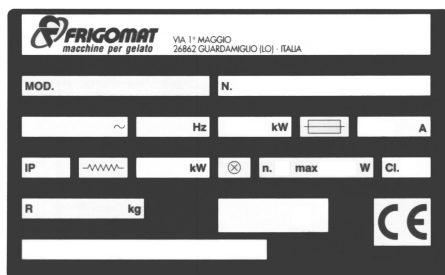 FRIGOMAT
macchine per gelato
VIA 1° MAGGIO
26862 GUARDAMIGLIO (LO) - ITALIA
MOD. N.
~ Hz kW A
IP kW n. max W Cl.
R kg
CE